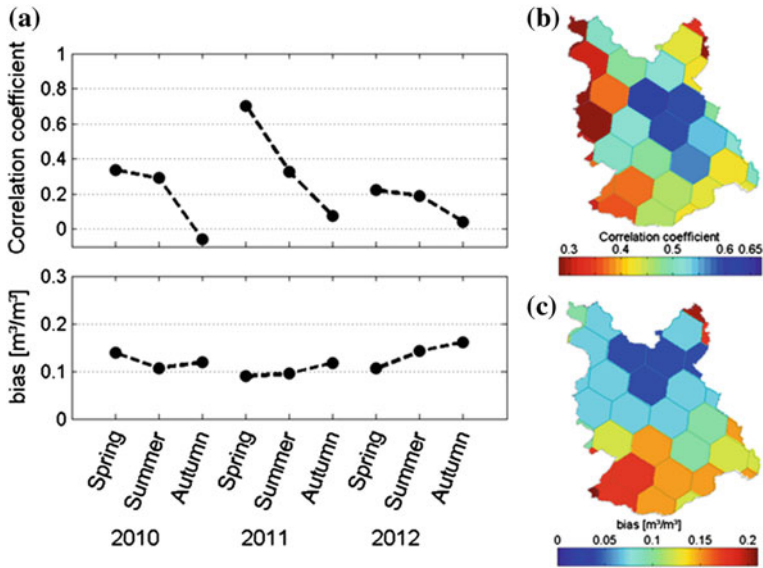 (a)
Correlation coefficient
1
0.8
0.6
0.4
0.2
0
bias [m³/m³]
0.3
0.2
0.1
0
Spring Summer Autumn Spring Summer Autumn Spring Summer Autumn
2010 2011 2012
(b)
Correlation coefficient
0.3 0.4 0.5 0.6 0.65
(c)
bias [m³/m³]
0 0.05 0.1 0.15 0.2